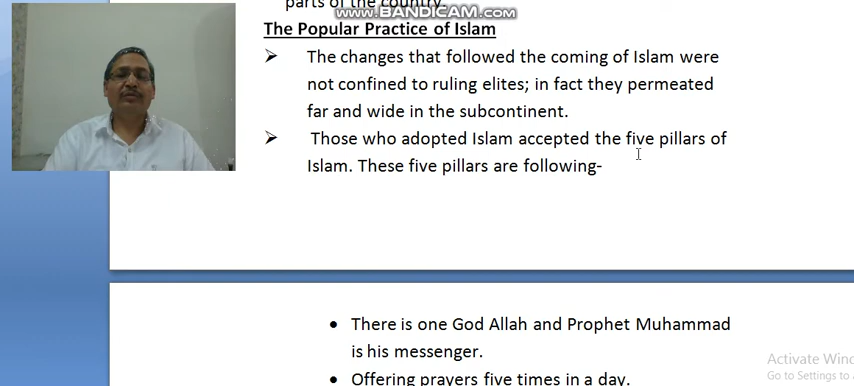 parts of the country.
WWW.BANDICAM.COM
The Popular Practice of Islam
➤ The changes that followed the coming of Islam were
not confined to ruling elites; in fact they permeated
far and wide in the subcontinent.
➤ Those who adopted Islam accepted the five pillars of
Islam. These five pillars are following-
• There is one God Allah and Prophet Muhammad
is his messenger.
• Offering prayers five times in a day.
Activate Wind
Go to Settings to